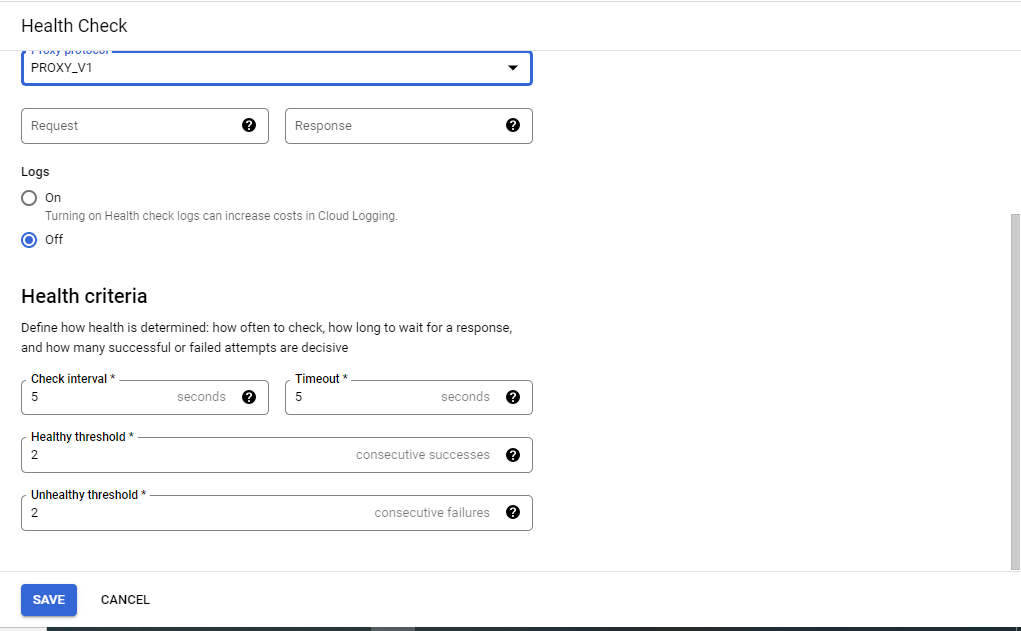 Health Check
Proxy protocol
PROXY_V1
Request
Response
Logs
On
Turning on Health check logs can increase costs in Cloud Logging.
Off
Health criteria
Define how health is determined: how often to check, how long to wait for a response,
and how many successful or failed attempts are decisive
Check interval *
5 seconds
Timeout *
5 seconds
Healthy threshold *
2 consecutive successes
Unhealthy threshold *
2 consecutive failures
SAVE CANCEL